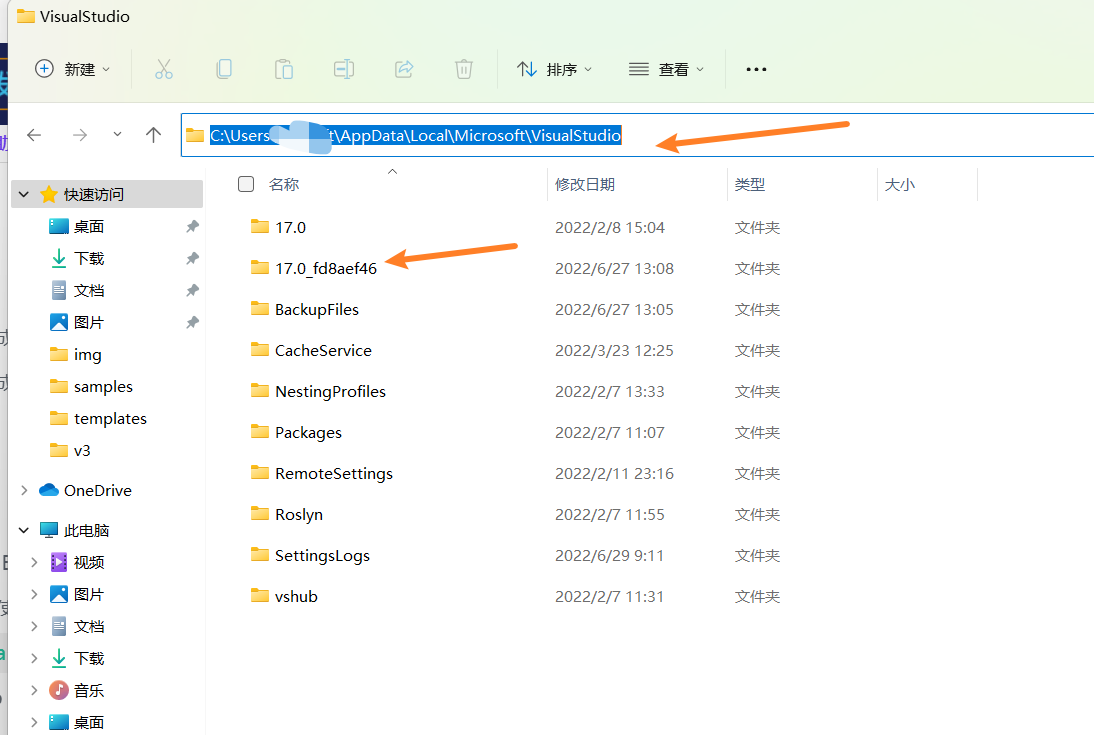 VisualStudio
新建 排序 查看
C:\Users t\AppData\Local\Microsoft\VisualStudio
名称 修改日期 类型 大小
快速访问
桌面
下载
文档
图片
img
samples
templates
v3
OneDrive
此电脑
视频
图片
文档
下载
音乐
桌面
17.0 2022/2/8 15:04 文件夹
17.0_fd8aef46 2022/6/27 13:08 文件夹
BackupFiles 2022/6/27 13:05 文件夹
CacheService 2022/3/23 12:25 文件夹
NestingProfiles 2022/2/7 13:33 文件夹
Packages 2022/2/7 11:07 文件夹
RemoteSettings 2022/2/11 23:16 文件夹
Roslyn 2022/2/7 11:55 文件夹
SettingsLogs 2022/6/29 9:11 文件夹
vshub 2022/2/7 11:31 文件夹